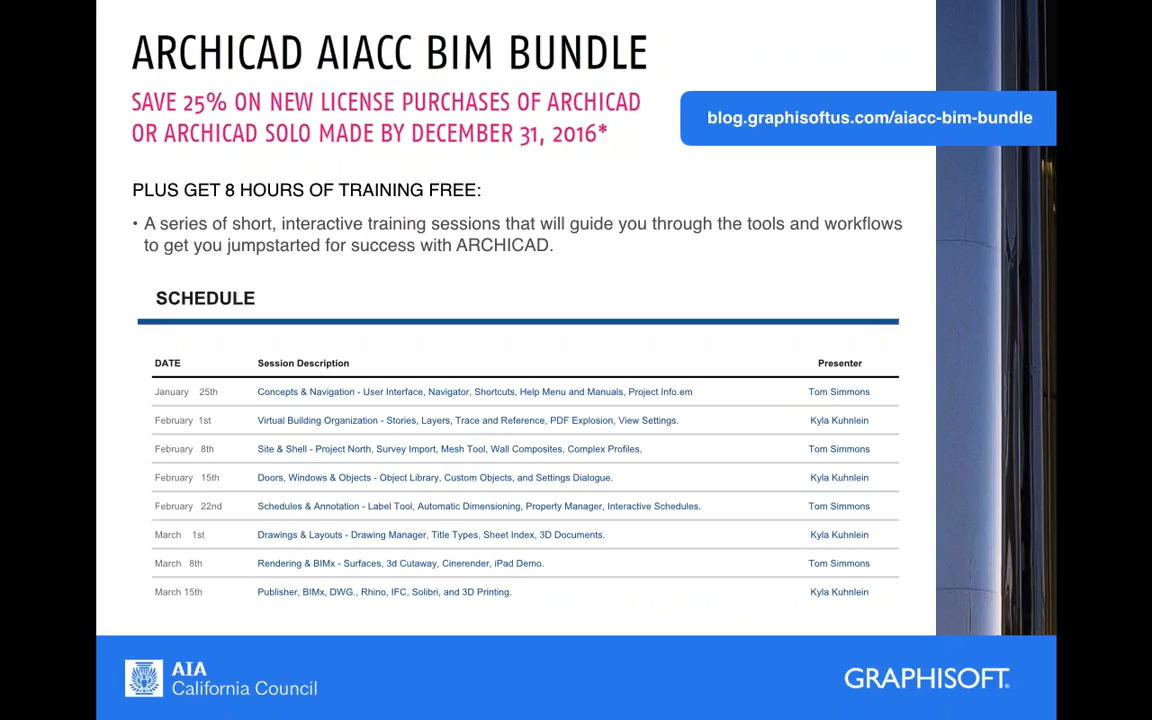 ARCHICAD AIACC BIM BUNDLE
SAVE 25% ON NEW LICENSE PURCHASES OF ARCHICAD
OR ARCHICAD SOLO MADE BY DECEMBER 31, 2016*
blog.graphisoftus.com/aiacc-bim-bundle
PLUS GET 8 HOURS OF TRAINING FREE:
• A series of short, interactive training sessions that will guide you through the tools and workflows
to get you jumpstarted for success with ARCHICAD.
SCHEDULE
DATE Session Description Presenter
January 25th Concepts & Navigation - User Interface, Navigator, Shortcuts, Help Menu and Manuals, Project Info.em Tom Simmons
February 1st Virtual Building Organization - Stories, Layers, Trace and Reference, PDF Explosion, View Settings. Kyla Kuhnlein
February 8th Site & Shell - Project North, Survey Import, Mesh Tool, Wall Composites, Complex Profiles, Tom Simmons
February 15th Doors, Windows & Objects - Object Library, Custom Objects, and Settings Dialogue. Kyla Kuhnlein
February 22nd Schedules & Annotation - Label Tool, Automatic Dimensioning, Property Manager, Interactive Schedules. Tom Simmons
March 1st Drawings & Layouts - Drawing Manager, Title Types, Sheet Index, 3D Documents. Kyla Kuhnlein
March 8th Rendering & BIMx - Surfaces, 3d Cutaway, Cinerender, iPad Demo. Tom Simmons
March 15th Publisher, BIMx, DWG., Rhino, IFC, Solibri, and 3D Printing. Kyla Kuhnlein
AIA
California Council
GRAPHISOFT.